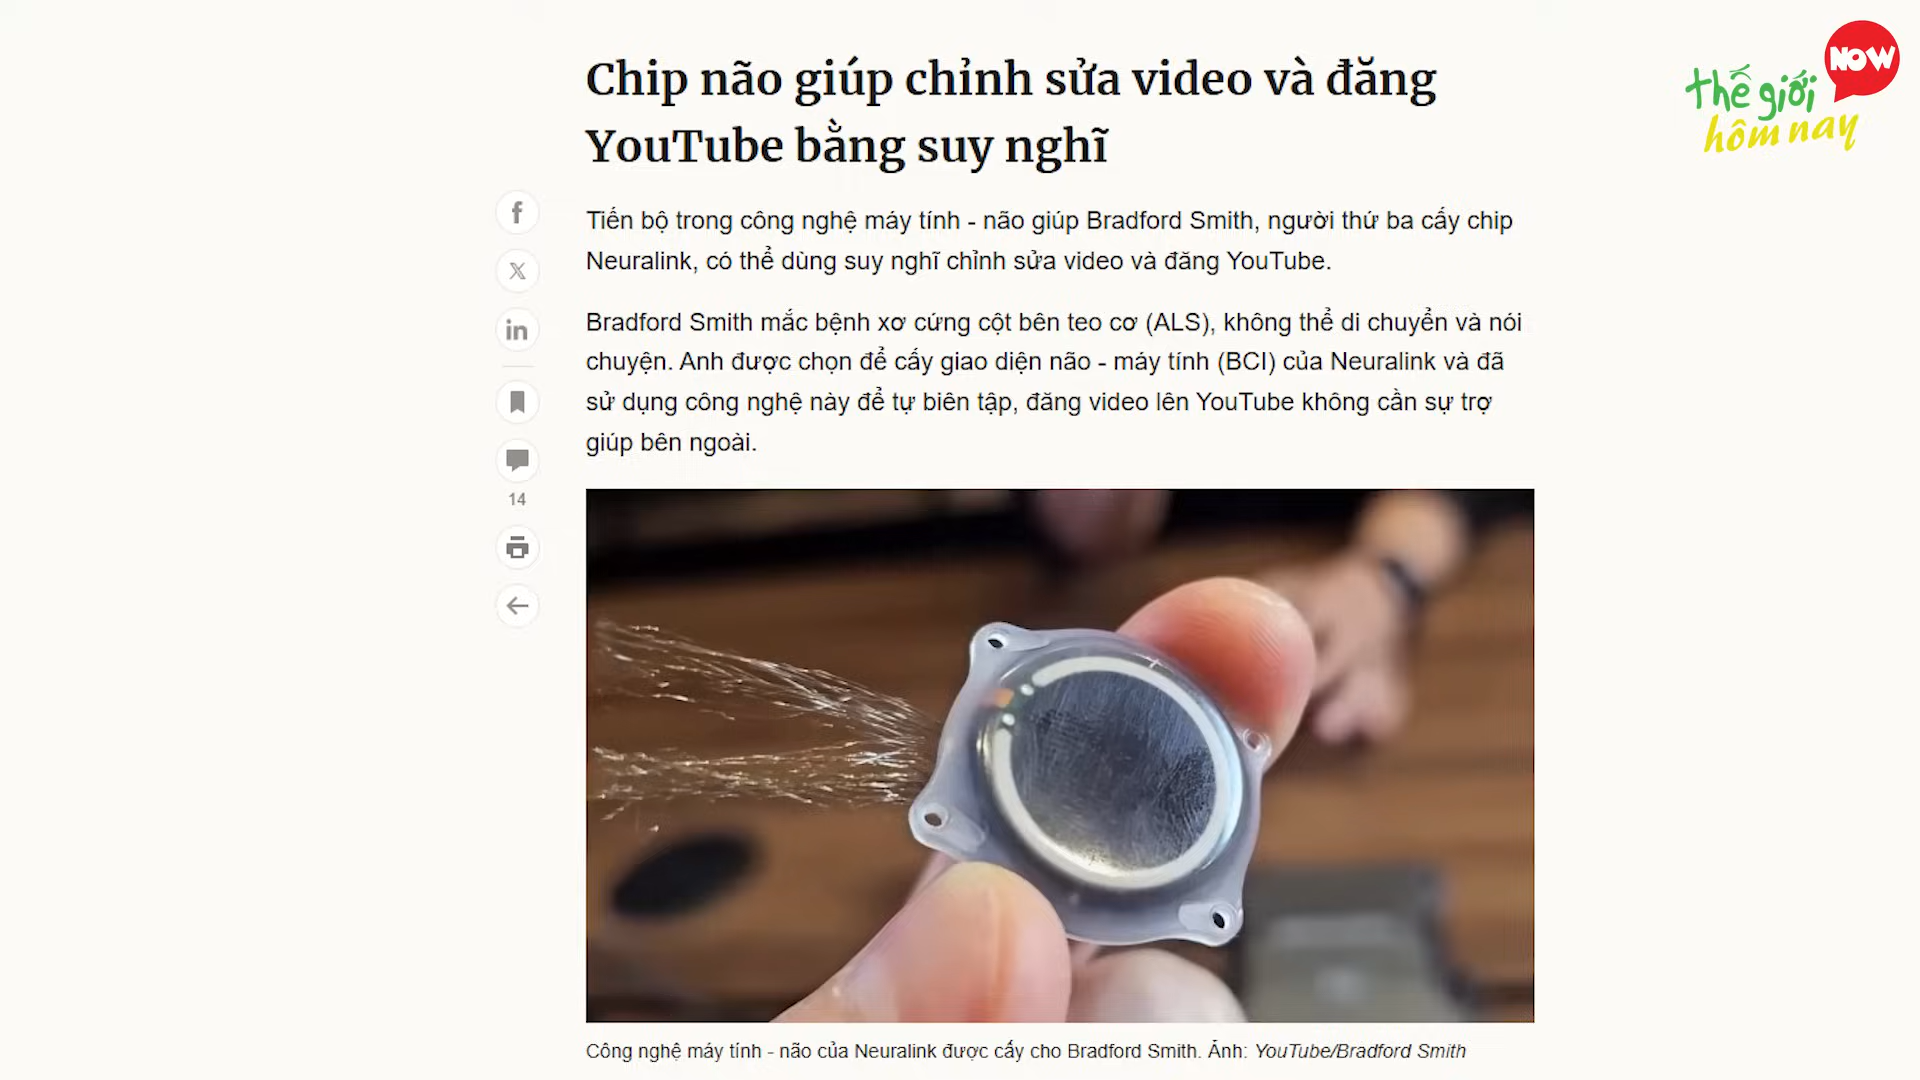 Chip não giúp chỉnh sửa video và đăng
YouTube bằng suy nghĩ
Tiến bộ trong công nghệ máy tính - não giúp Bradford Smith, người thứ ba cấy chip
Neuralink, có thể dùng suy nghĩ chỉnh sửa video và đăng YouTube.
Bradford Smith mắc bệnh xơ cứng cột bên teo cơ (ALS), không thể di chuyển và nói
chuyện. Anh được chọn để cấy giao diện não - máy tính (BCI) của Neuralink và đã
sử dụng công nghệ này để tự biên tập, đăng video lên YouTube không cần sự trợ
giúp bên ngoài.
14
Công nghệ máy tính - não của Neuralink được cấy cho Bradford Smith. Ảnh: YouTube/Bradford Smith
NOW
thế giới
hôm nay